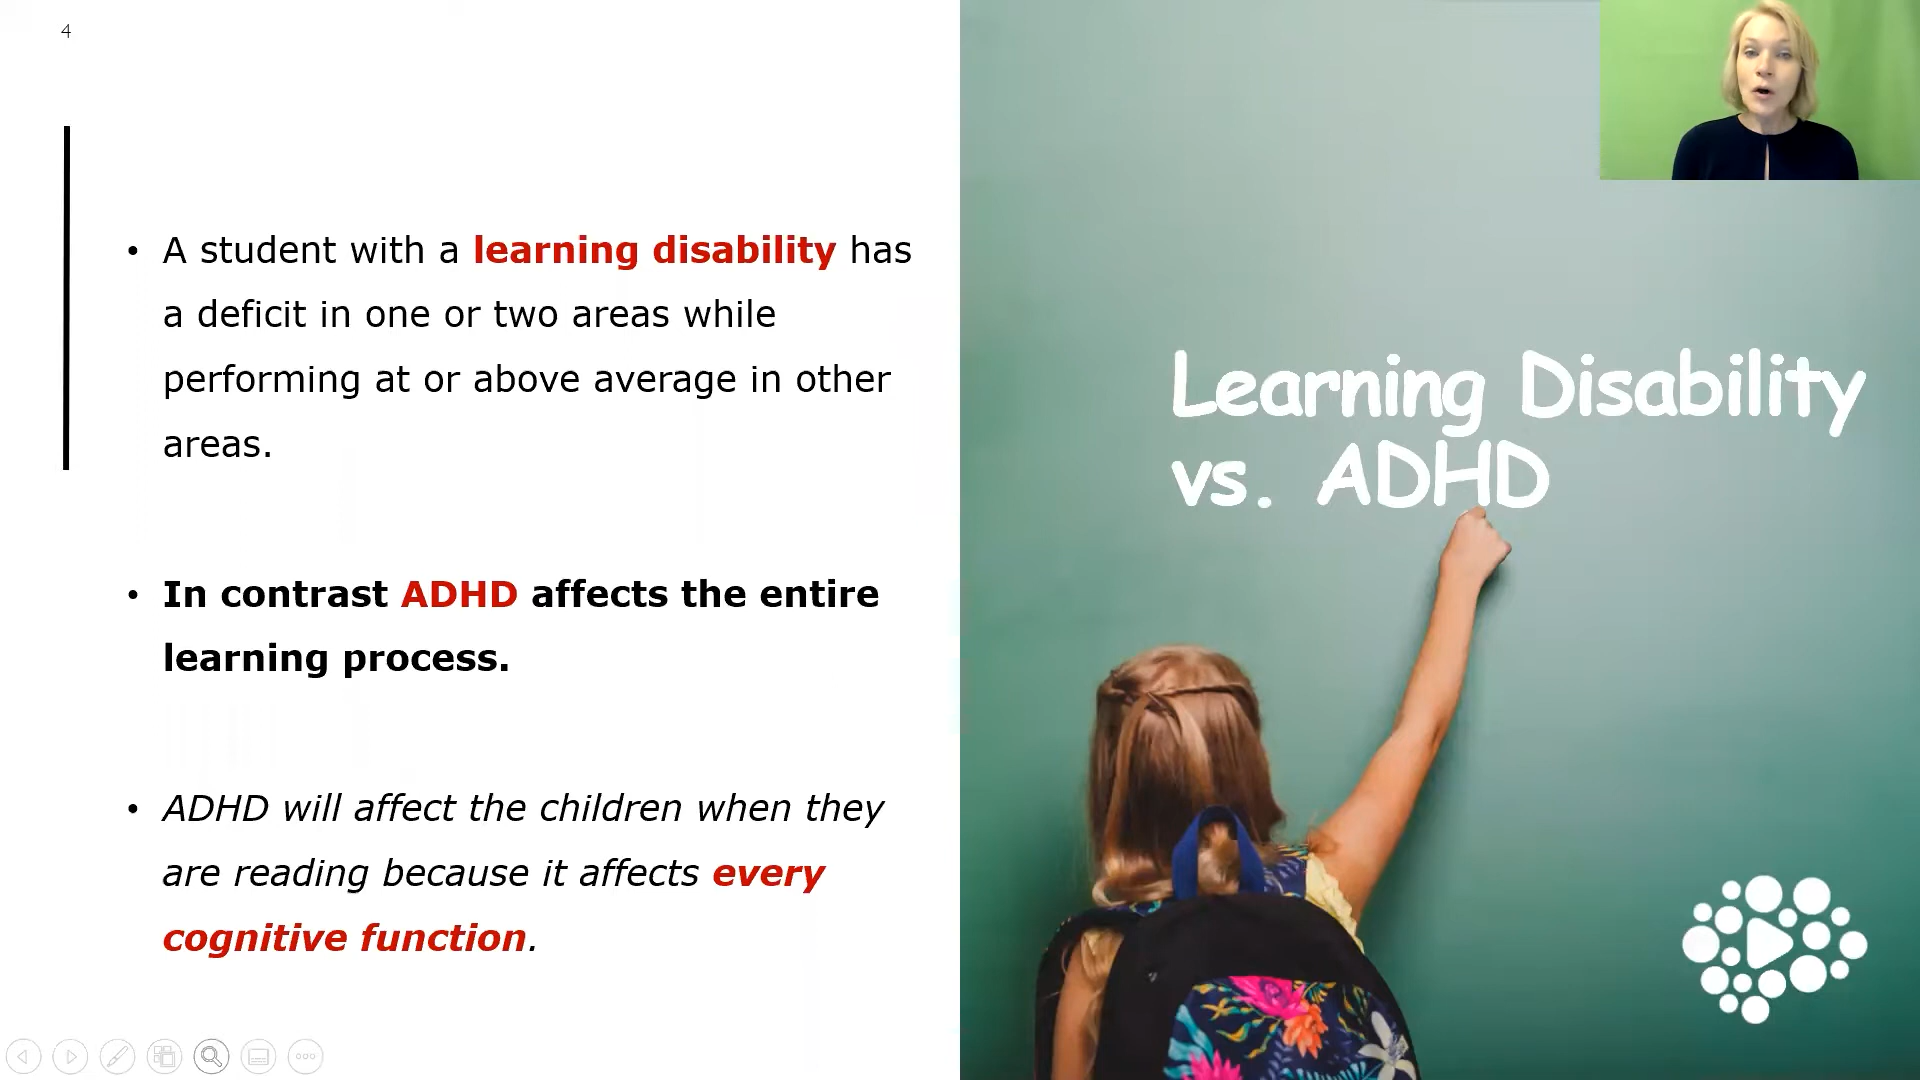 4
• A student with a learning disability has
a deficit in one or two areas while
performing at or above average in other
areas.
• In contrast ADHD affects the entire
learning process.
• ADHD will affect the children when they
are reading because it affects every
cognitive function.
Learning Disability
vs. ADHD